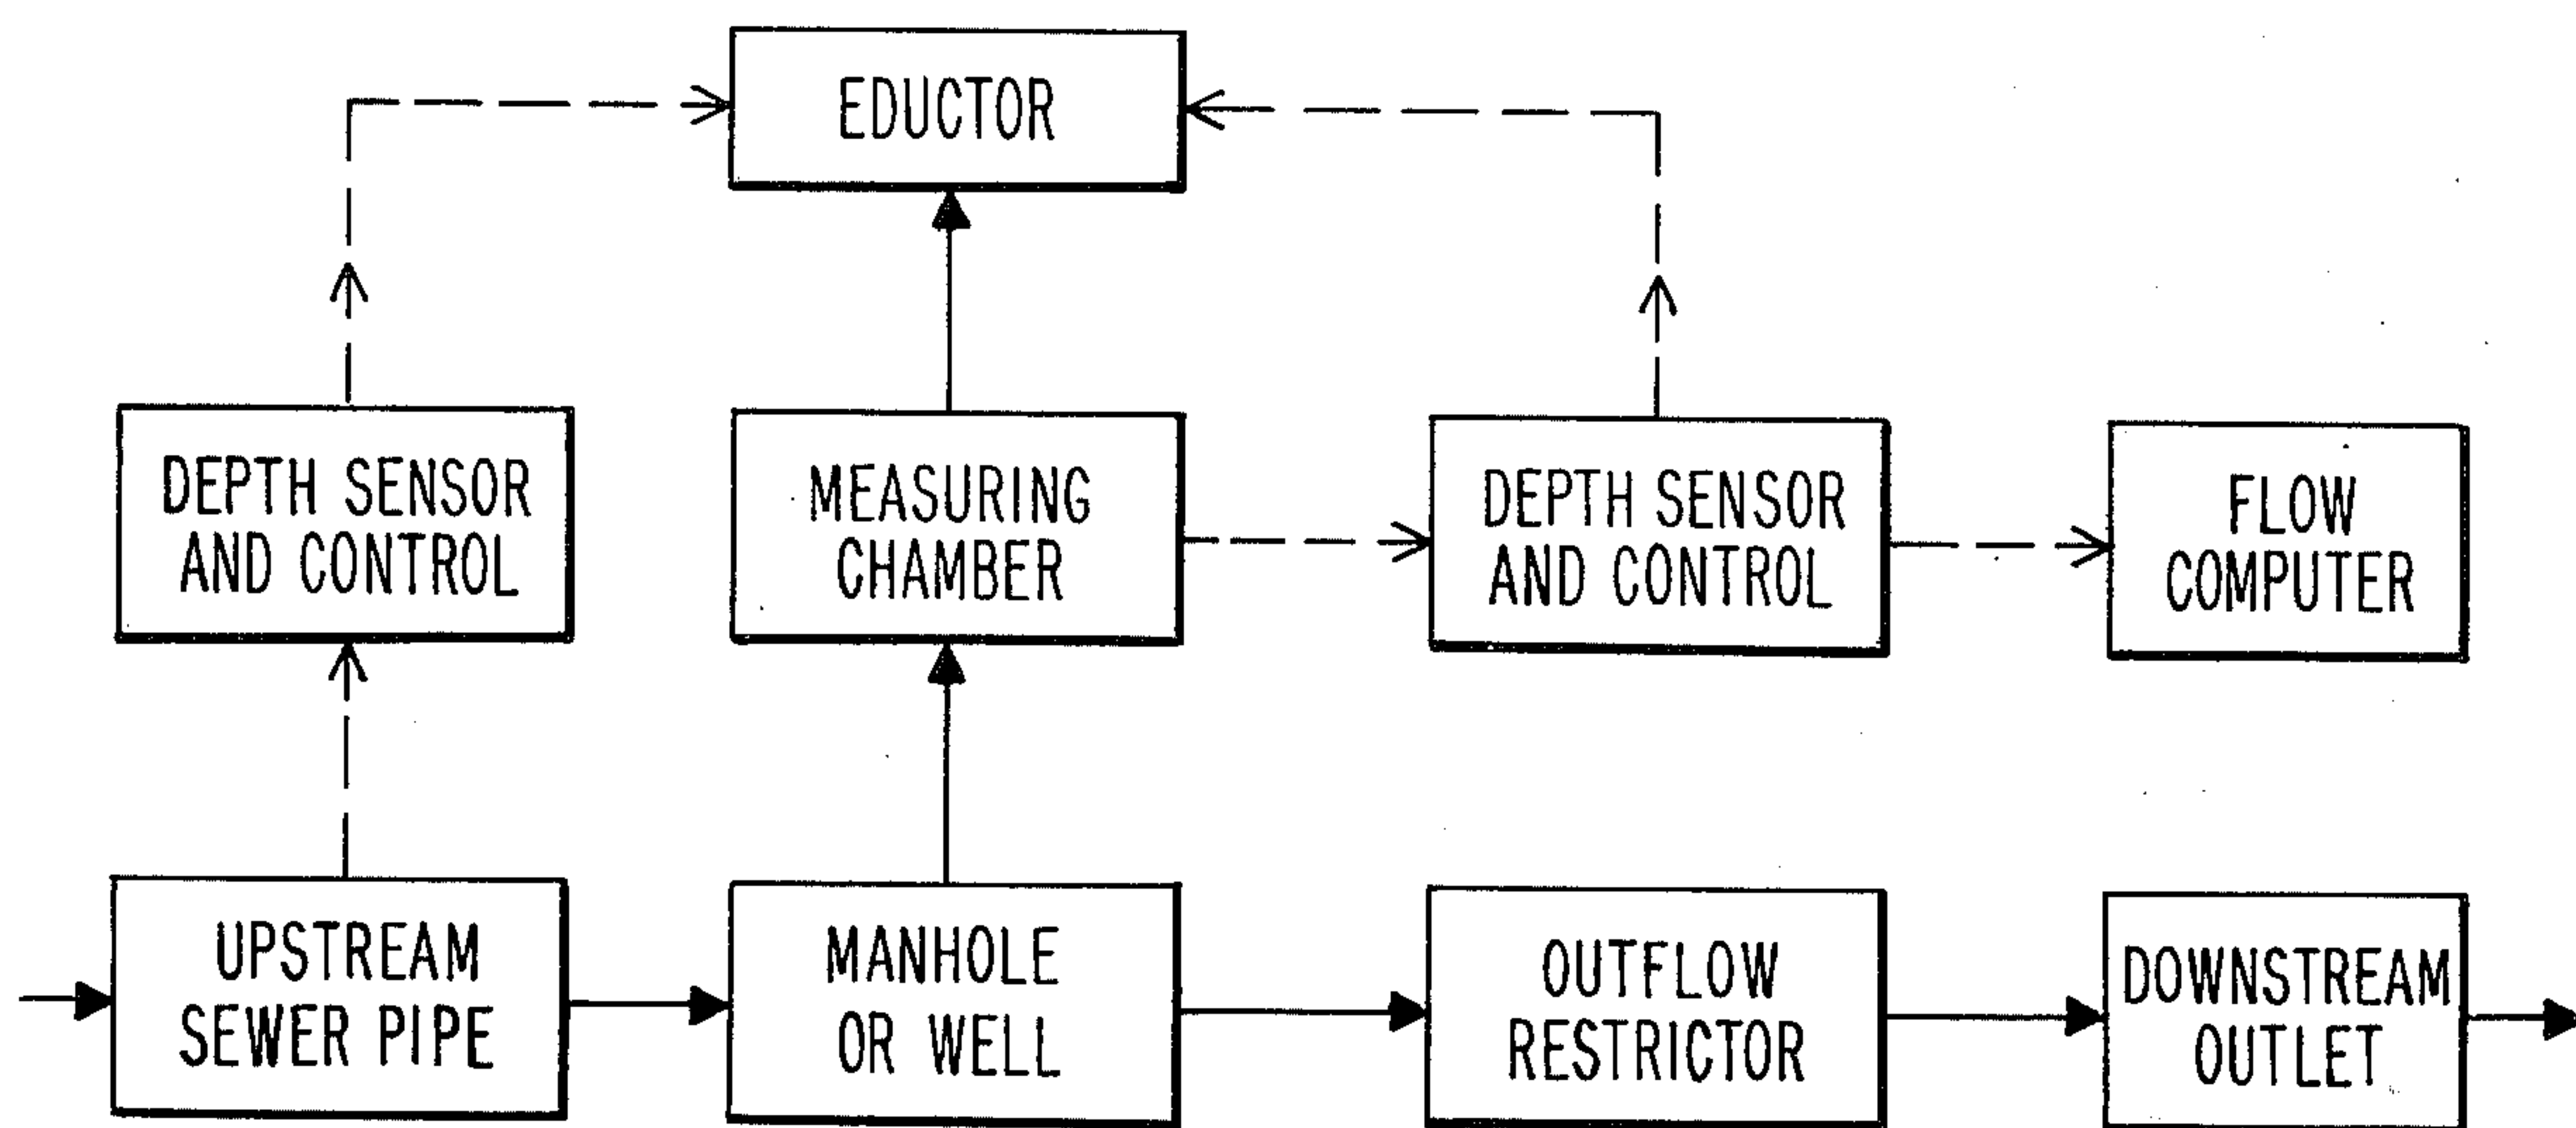 EDUCTOR
DEPTH SENSOR
AND CONTROL
MEASURING
CHAMBER
DEPTH SENSOR
AND CONTROL
FLOW
COMPUTER
UPSTREAM
SEWER PIPE
MANHOLE
OR WELL
OUTFLOW
RESTRICTOR
DOWNSTREAM
OUTLET